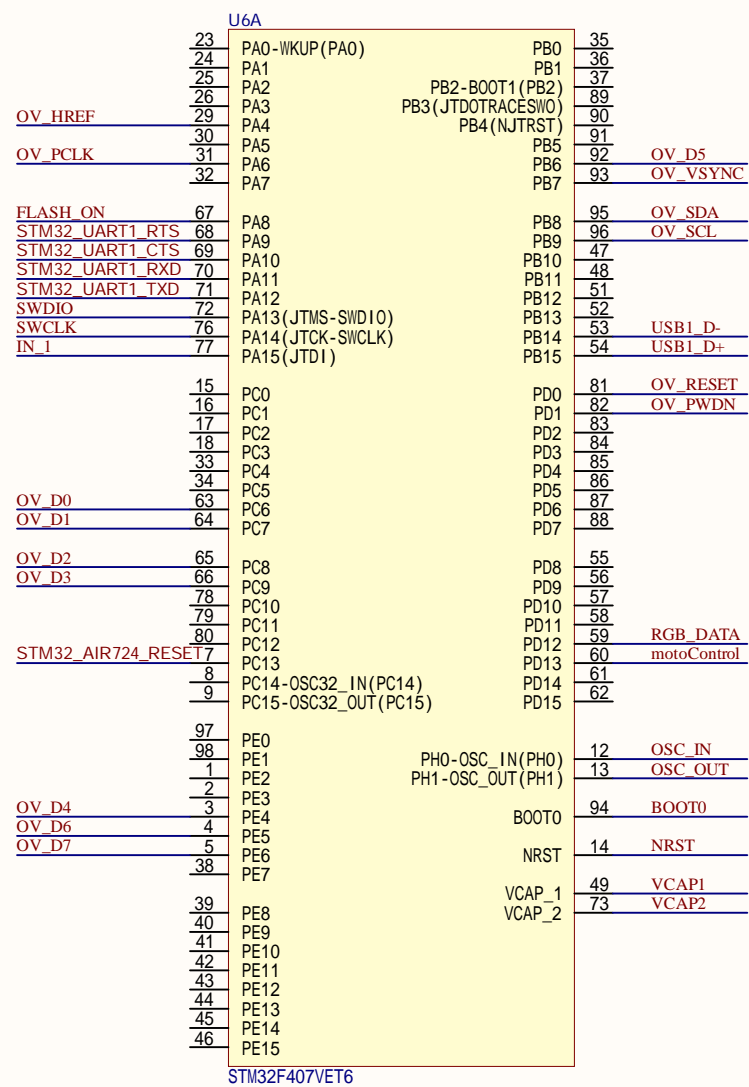 U6A
23 PA0-WKUP(PA0) PB0 35
24 PA1 PB1 36
25 PA2 PB2-BOOT1(PB2) 37
26 PA3 PB3(JTDOTRACESWO) 89
OV_HREF 29 PA4 PB4(NJTRST) 90
30 PA5 PB5 91
OV_PCLK 31 PA6 PB6 92 OV_D5
32 PA7 PB7 93 OV_VSYNC
FLASH_ON 67 PA8 PB8 95 OV_SDA
STM32_UART1_RTS 68 PA9 PB9 96 OV_SCL
STM32_UART1_CTS 69 PA10 PB10 47
STM32_UART1_RXD 70 PA11 PB11 48
STM32_UART1_TXD 71 PA12 PB12 51
SWDIO 72 PA13(JTMS-SWDIO) PB13 52
SWCLK 76 PA14(JTCK-SWCLK) PB14 53 USB1_D-
IN_1 77 PA15(JTDI) PB15 54 USB1_D+
15 PC0 PD0 81 OV_RESET
16 PC1 PD1 82 OV_PWDN
17 PC2 PD2 83
18 PC3 PD3 84
33 PC4 PD4 85
34 PC5 PD5 86
OV_D0 63 PC6 PD6 87
OV_D1 64 PC7 PD7 88
OV_D2 65 PC8 PD8 55
OV_D3 66 PC9 PD9 56
78 PC10 PD10 57
79 PC11 PD11 58
80 PC12 PD12 59 RGB_DATA
STM32_AIR724_RESET 7 PC13 PD13 60 motoControl
8 PC14-OSC32_IN(PC14) PD14 61
9 PC15-OSC32_OUT(PC15) PD15 62
97 PE0
98 PE1 PH0-OSC_IN(PH0) 12 OSC_IN
1 PE2 PH1-OSC_OUT(PH1) 13 OSC_OUT
2 PE3
OV_D4 3 PE4 BOOT0 94 BOOT0
OV_D6 4 PE5
OV_D7 5 PE6 NRST 14 NRST
38 PE7
VCAP_1 49 VCAP1
39 PE8 VCAP_2 73 VCAP2
40 PE9
41 PE10
42 PE11
43 PE12
44 PE13
45 PE14
46 PE15
STM32F407VET6